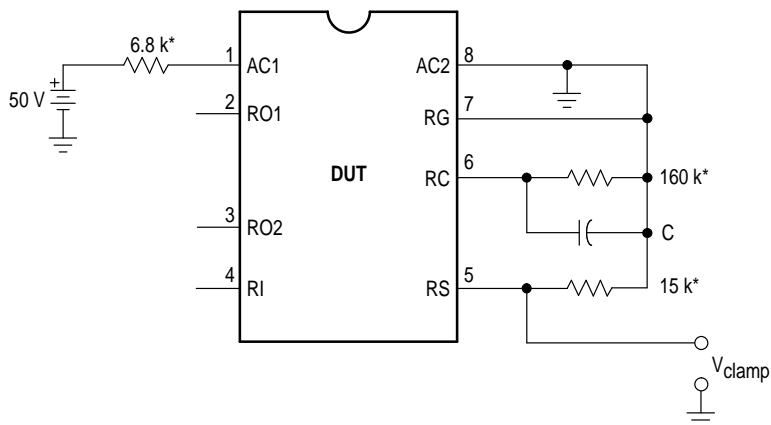 6.8 k*
50 V
+
1
AC1
2
RO1
3
RO2
4
RI
DUT
AC2
8
RG
7
RC
6
RS
5
160 k*
C
15 k*
Vclamp